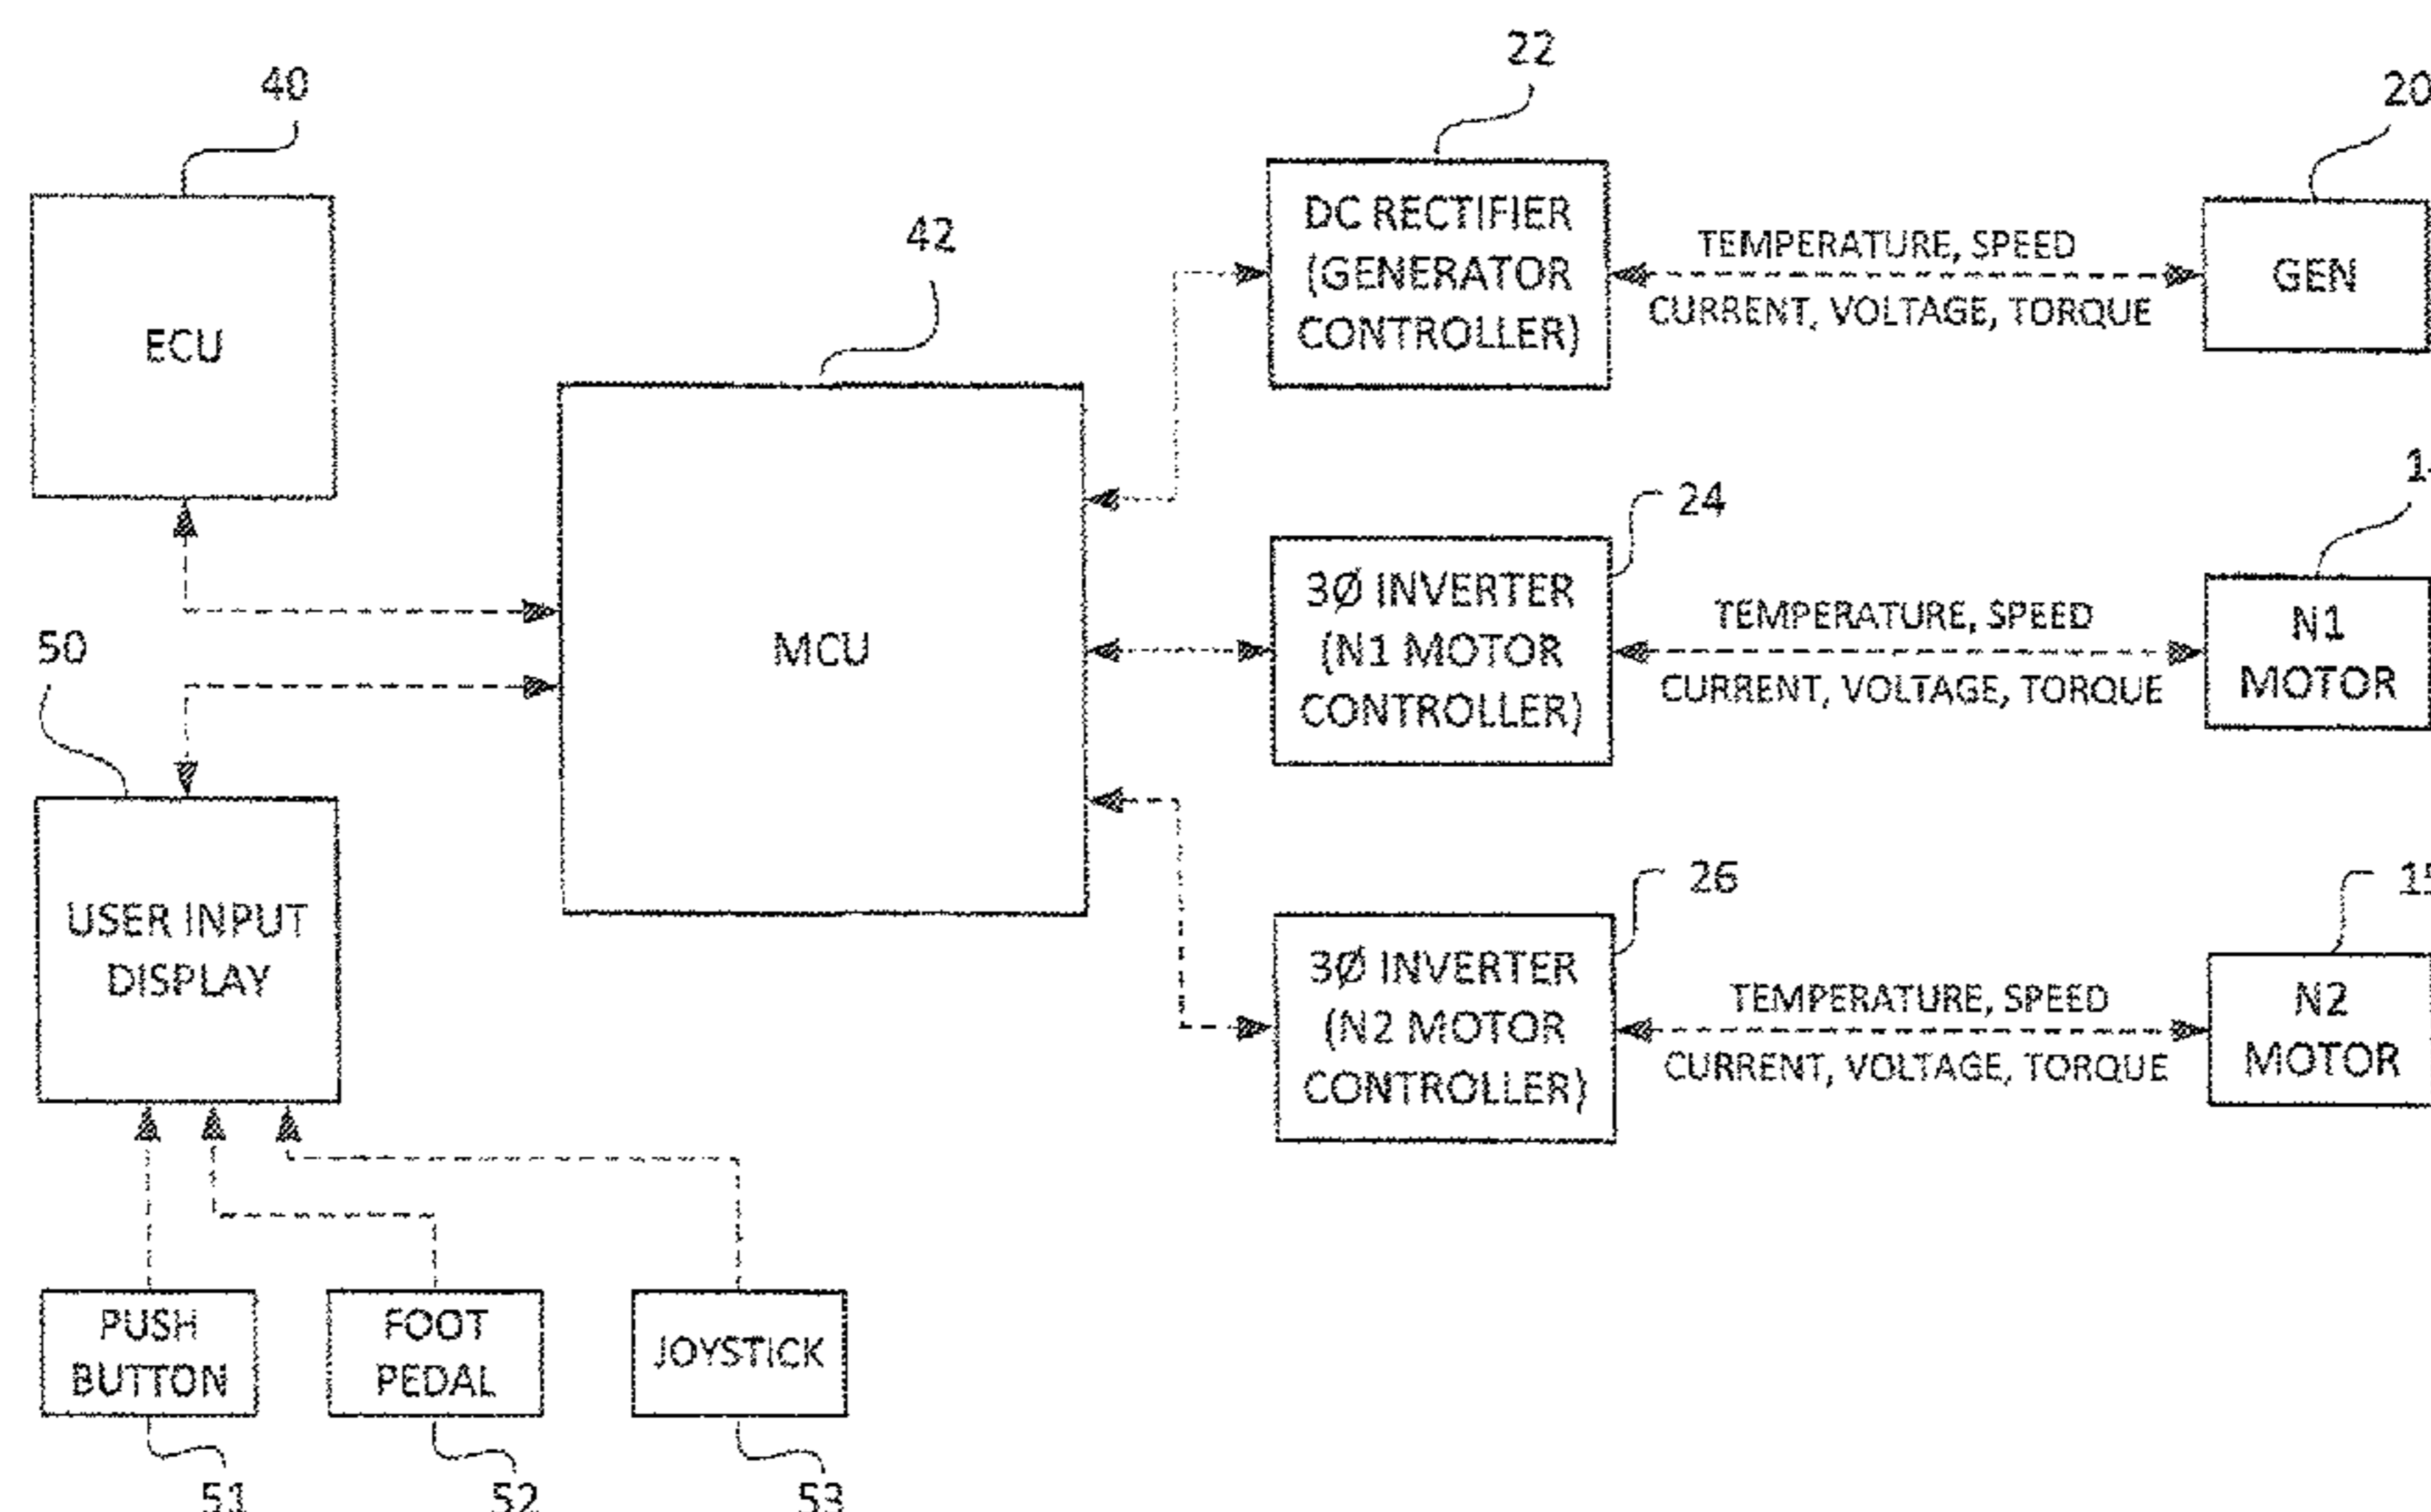 40
22
20
42
ECU
DC RECTIFIER
(GENERATOR
CONTROLLER)
TEMPERATURE, SPEED
CURRENT, VOLTAGE, TORQUE
GEN
24
50
MCU
3Ø INVERTER
(N1 MOTOR
CONTROLLER)
TEMPERATURE, SPEED
CURRENT, VOLTAGE, TORQUE
N1
MOTOR
26
15
USER INPUT
DISPLAY
3Ø INVERTER
(N2 MOTOR
CONTROLLER)
TEMPERATURE, SPEED
CURRENT, VOLTAGE, TORQUE
N2
MOTOR
PUSH
BUTTON
FOOT
PEDAL
JOYSTICK
51
52
53